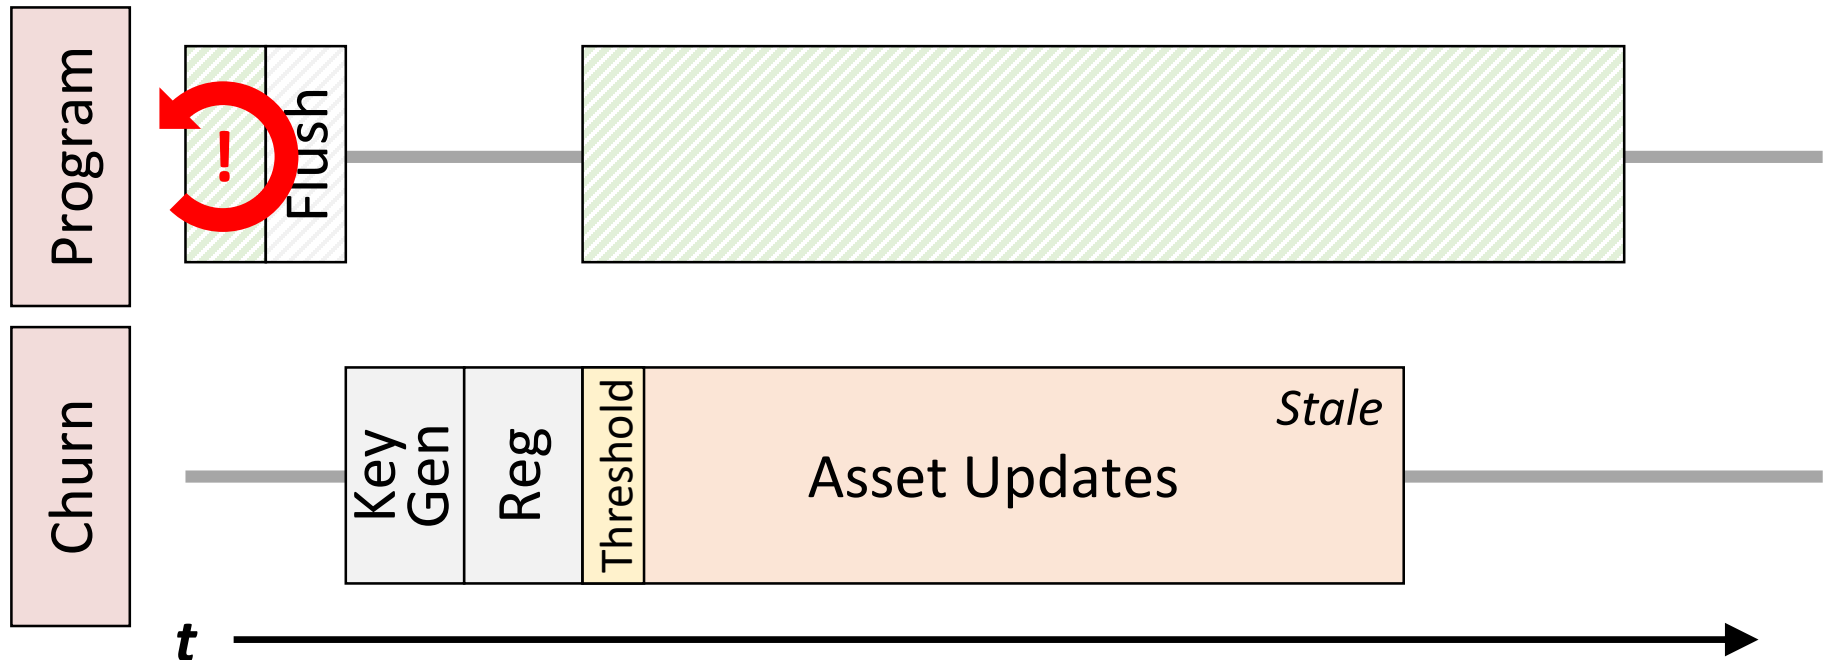 Program
!
Flush
Churn
Key
Gen
Reg
Threshold
Asset Updates
Stale
t